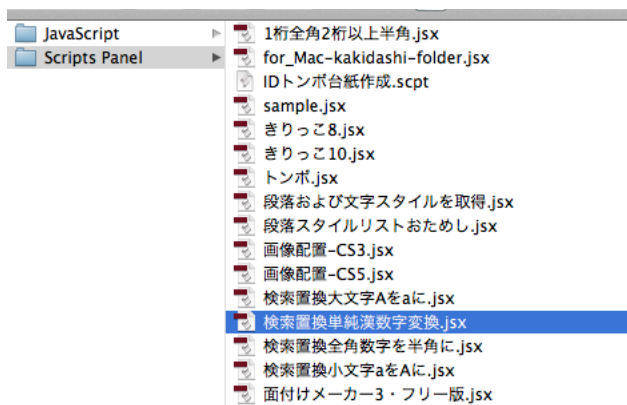 JavaScript
Scripts Panel
1桁全角2桁以上半角.jsx
for_Mac-kakidashi-folder.jsx
IDトンボ台紙作成.scpt
sample.jsx
きりっこ8.jsx
きりっこ10.jsx
トンボ.jsx
段落および文字スタイルを取得.jsx
段落スタイルリストおためし.jsx
画像配置-CS3.jsx
画像配置-CS5.jsx
検索置換大文字Aをaに.jsx
検索置換単純漢数字変換.jsx
検索置換全角数字を半角に.jsx
検索置換小文字aをAに.jsx
面付けメーカー3・フリー版.jsx